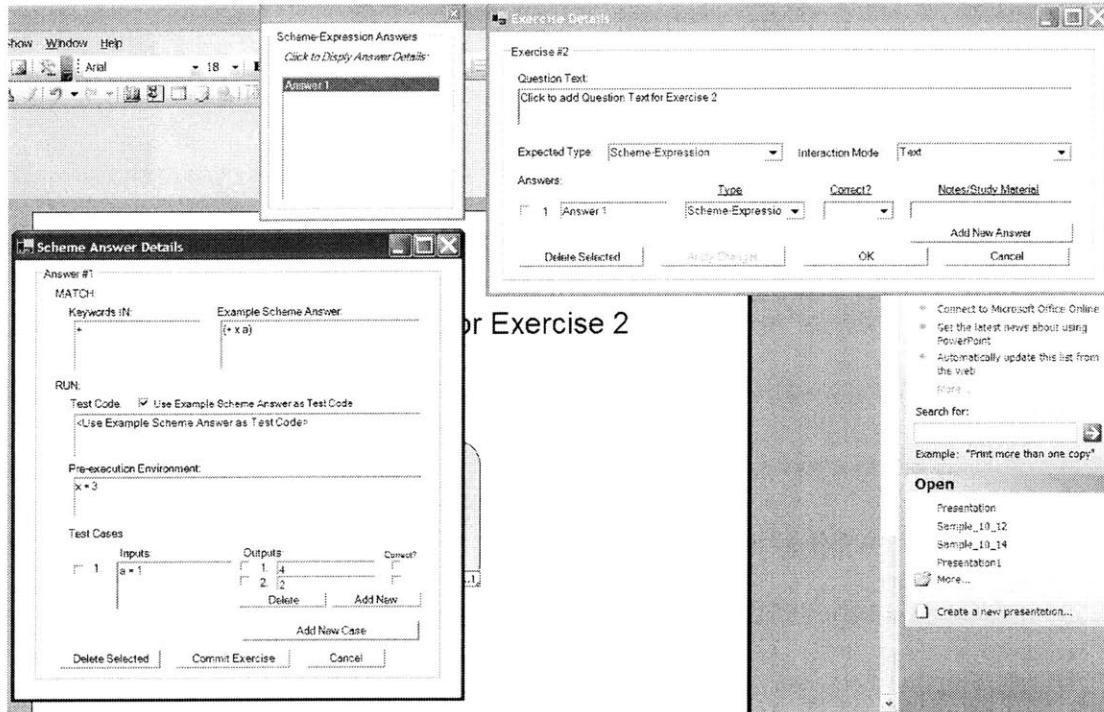 Show Window Help
Arial 18
Scheme-Expression Answers
Click to Disply Answer Details:
Answer 1
Exercise Details
Exercise #2
Question Text:
Click to add Question Text for Exercise 2
Expected Type: Scheme-Expression Interaction Mode Text
Answers:
Type Correct? Notes/Study Material
1 Answer 1 Scheme-Expressio
Add New Answer
Delete Selected Apply Changes OK Cancel
Scheme Answer Details
Answer #1
MATCH
Keywords IN: Example Scheme Answer:
+ (+ x a)
RUN:
Test Code: Use Example Scheme Answer as Test Code
<Use Example Scheme Answer as Test Code>
Pre-execution Environment:
x = 3
Test Cases
Inputs: Outputs: Correct?
1 a = 1 1. 4
2. 2
Delete Add New
Add New Case
Delete Selected Commit Exercise Cancel
or Exercise 2
Connect to Microsoft Office Online
Get the latest news about using
PowerPoint
Automatically update this list from
the web
More...
Search for:
Example: "Print more than one copy"
Open
Presentation
Sample_10_12
Sample_10_14
Presentation1
More...
Create a new presentation...